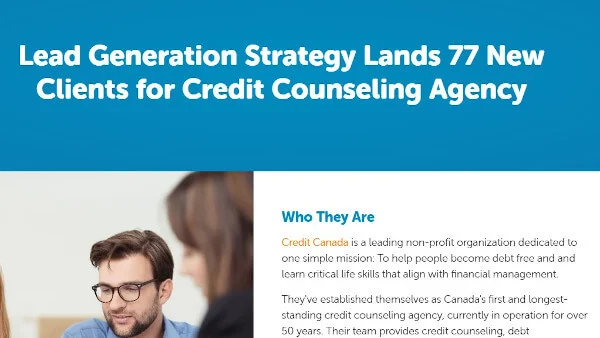 Lead Generation Strategy Lands 77 New
Clients for Credit Counseling Agency
Who They Are
Credit Canada is a leading non-profit organization dedicated to
one simple mission: To help people become debt free and and
learn critical life skills that align with financial management.
They've established themselves as Canada's first and longest-
standing credit counseling agency, currently in operation for over
50 years. Their team provides credit counseling, debt